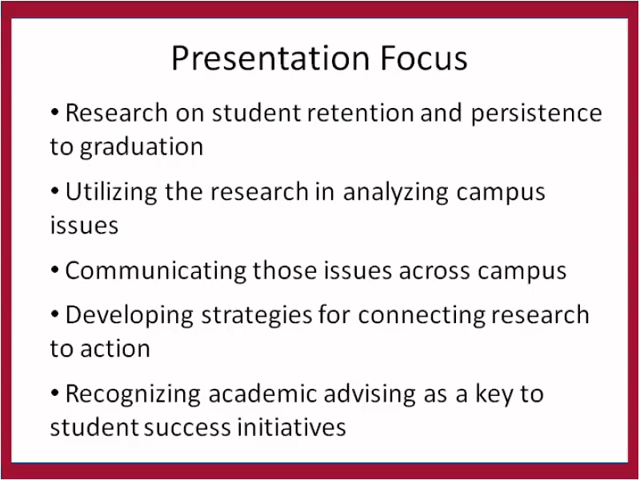 Presentation Focus
• Research on student retention and persistence
to graduation
• Utilizing the research in analyzing campus
issues
• Communicating those issues across campus
• Developing strategies for connecting research
to action
• Recognizing academic advising as a key to
student success initiatives